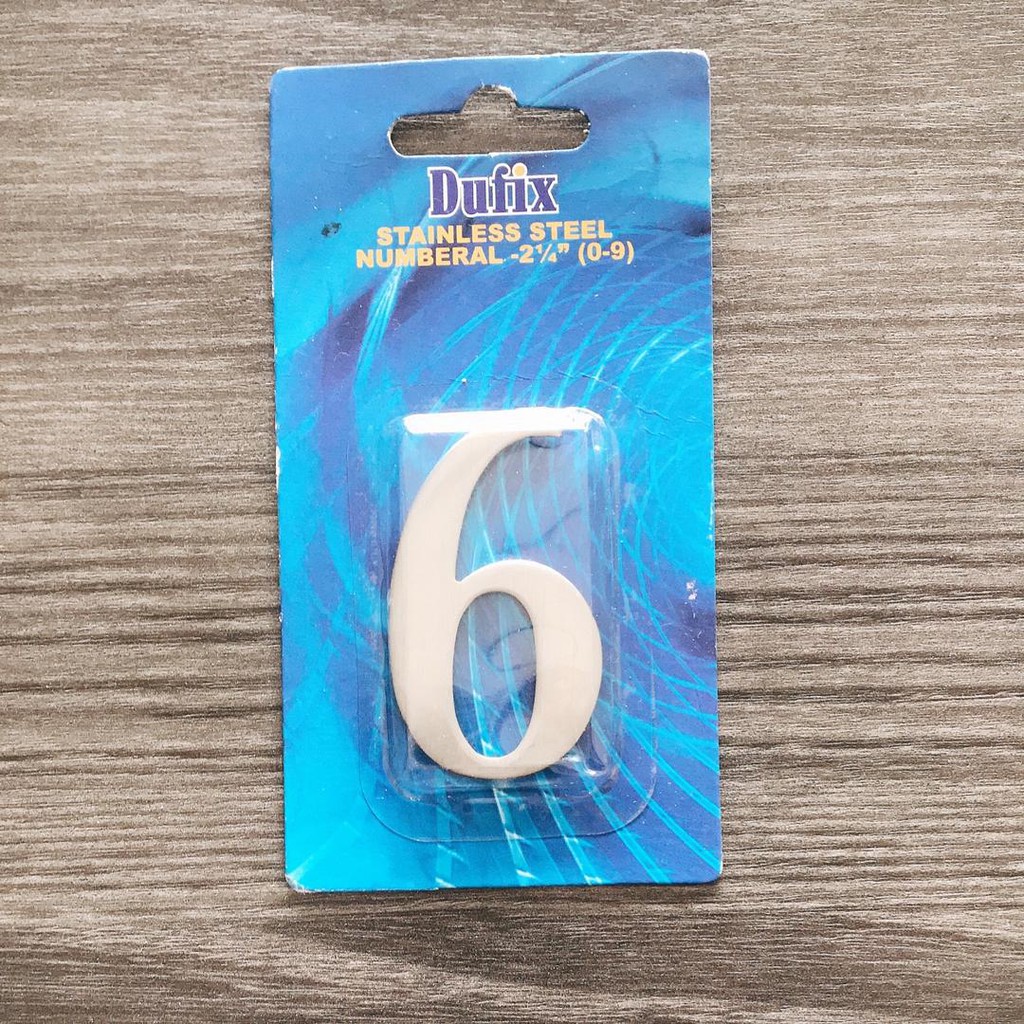 Dufix
STAINLESS STEEL
NUMBERAL -2¼” (0-9)
6